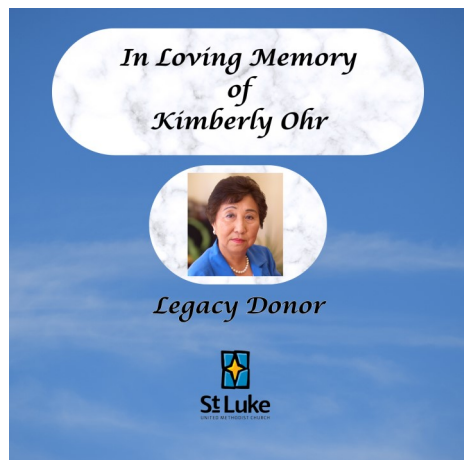 In Loving Memory
of
Kimberly Ohr
Legacy Donor
St Luke
UNITED METHODIST CHURCH